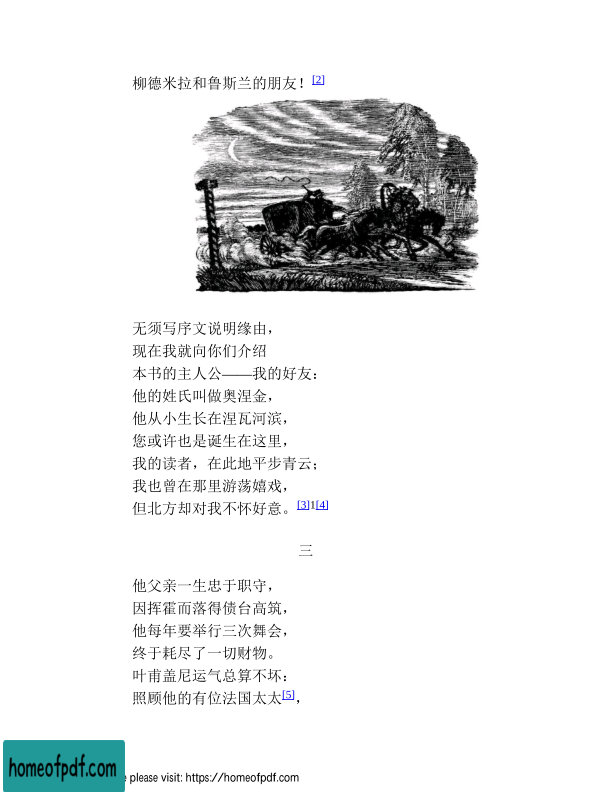 柳德米拉和鲁斯兰的朋友！[2]
无须写序文说明缘由，
现在我就向你们介绍
本书的主人公——我的好友：
他的姓氏叫做奥涅金，
他从小生长在涅瓦河滨，
您或许也是诞生在这里，
我的读者，在此地平步青云；
我也曾在那里游荡嬉戏，
但北方却对我不怀好意。[3]1[4]
三
他父亲一生忠于职守，
因挥霍而落得债台高筑，
他每年要举行三次舞会，
终于耗尽了一切财物。
叶甫盖尼运气总算不坏：
照顾他的有位法国太太[5]，
homeofpdf.com
please visit: https://homeofpdf.com